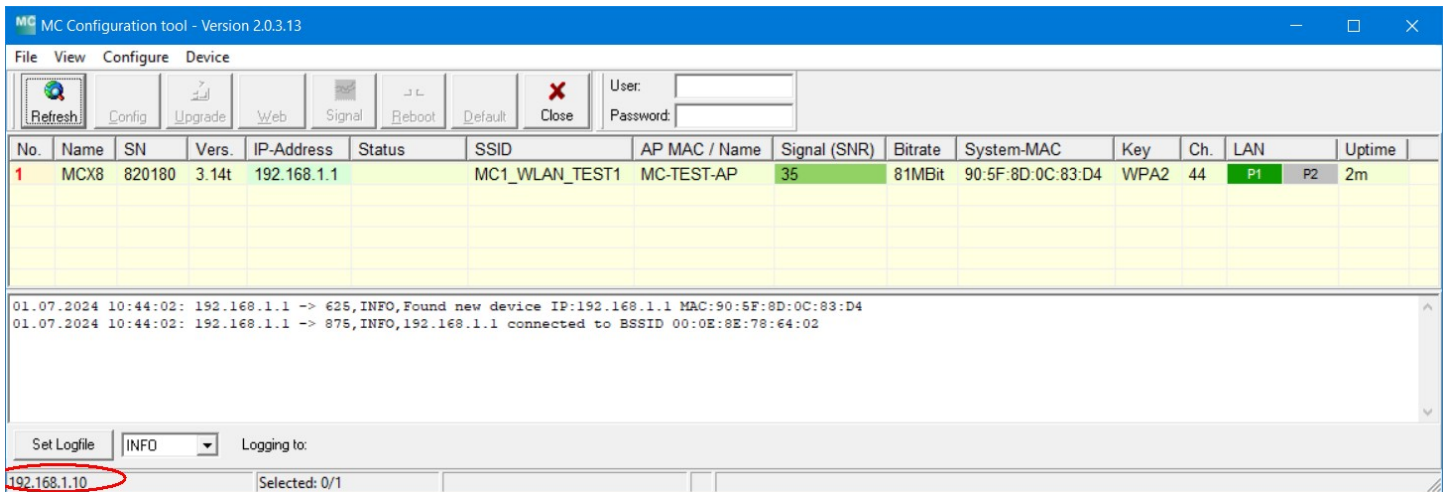 MC MC Configuration tool - Version 2.0.3.13
File View Configure Device
Refresh Config Upgrade Web Signal Reboot Default Close
User:
Password:
No. Name SN Vers. IP-Address Status SSID AP MAC / Name Signal (SNR) Bitrate System-MAC Key Ch. LAN Uptime
1 MCX8 820180 3.14t 192.168.1.1 MC1_WLAN_TEST1 MC-TEST-AP 35 81MBit 90:5F:8D:0C:83:D4 WPA2 44 P1 P2 2m
01.07.2024 10:44:02: 192.168.1.1 -> 625,INFO,Found new device IP:192.168.1.1 MAC:90:5F:8D:0C:83:D4
01.07.2024 10:44:02: 192.168.1.1 -> 875,INFO,192.168.1.1 connected to BSSID 00:0E:8E:78:64:02
Set Logfile INFO Logging to:
192.168.1.10 Selected: 0/1